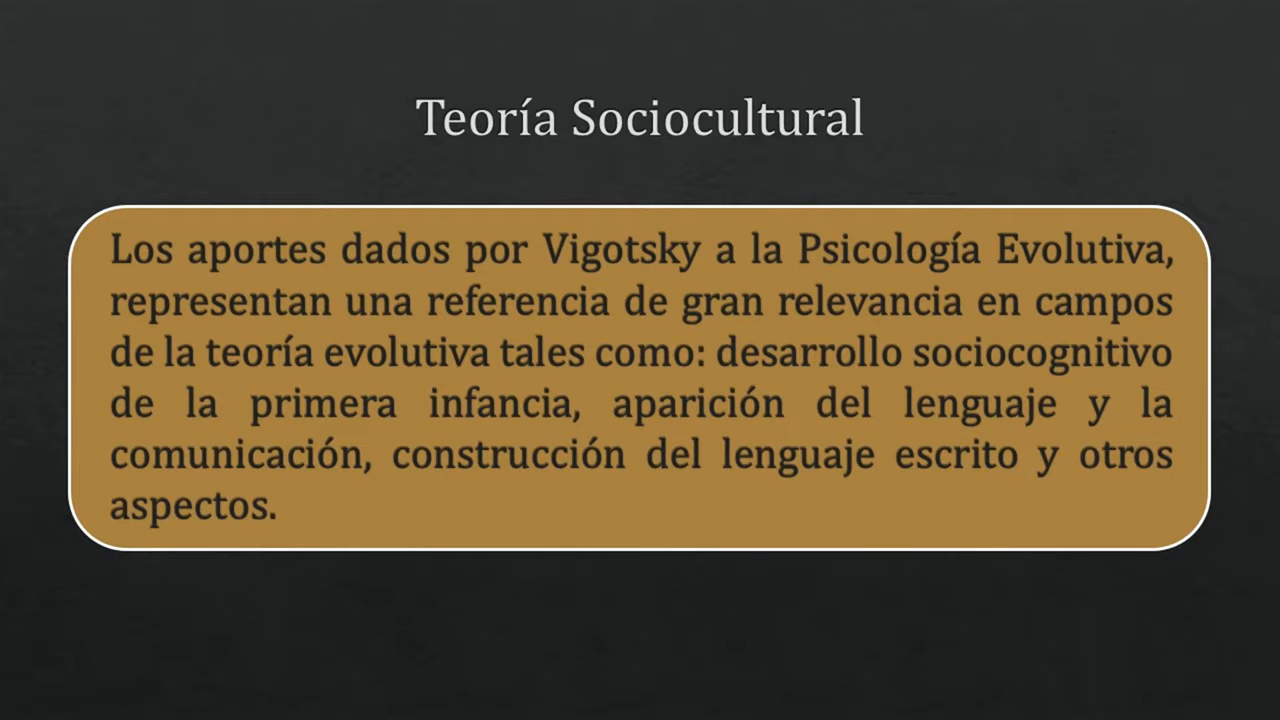 Teoría Sociocultural
Los aportes dados por Vigotsky a la Psicología Evolutiva,
representan una referencia de gran relevancia en campos
de la teoría evolutiva tales como: desarrollo sociocognitivo
de la primera infancia, aparición del lenguaje y la
comunicación, construcción del lenguaje escrito y otros
aspectos.